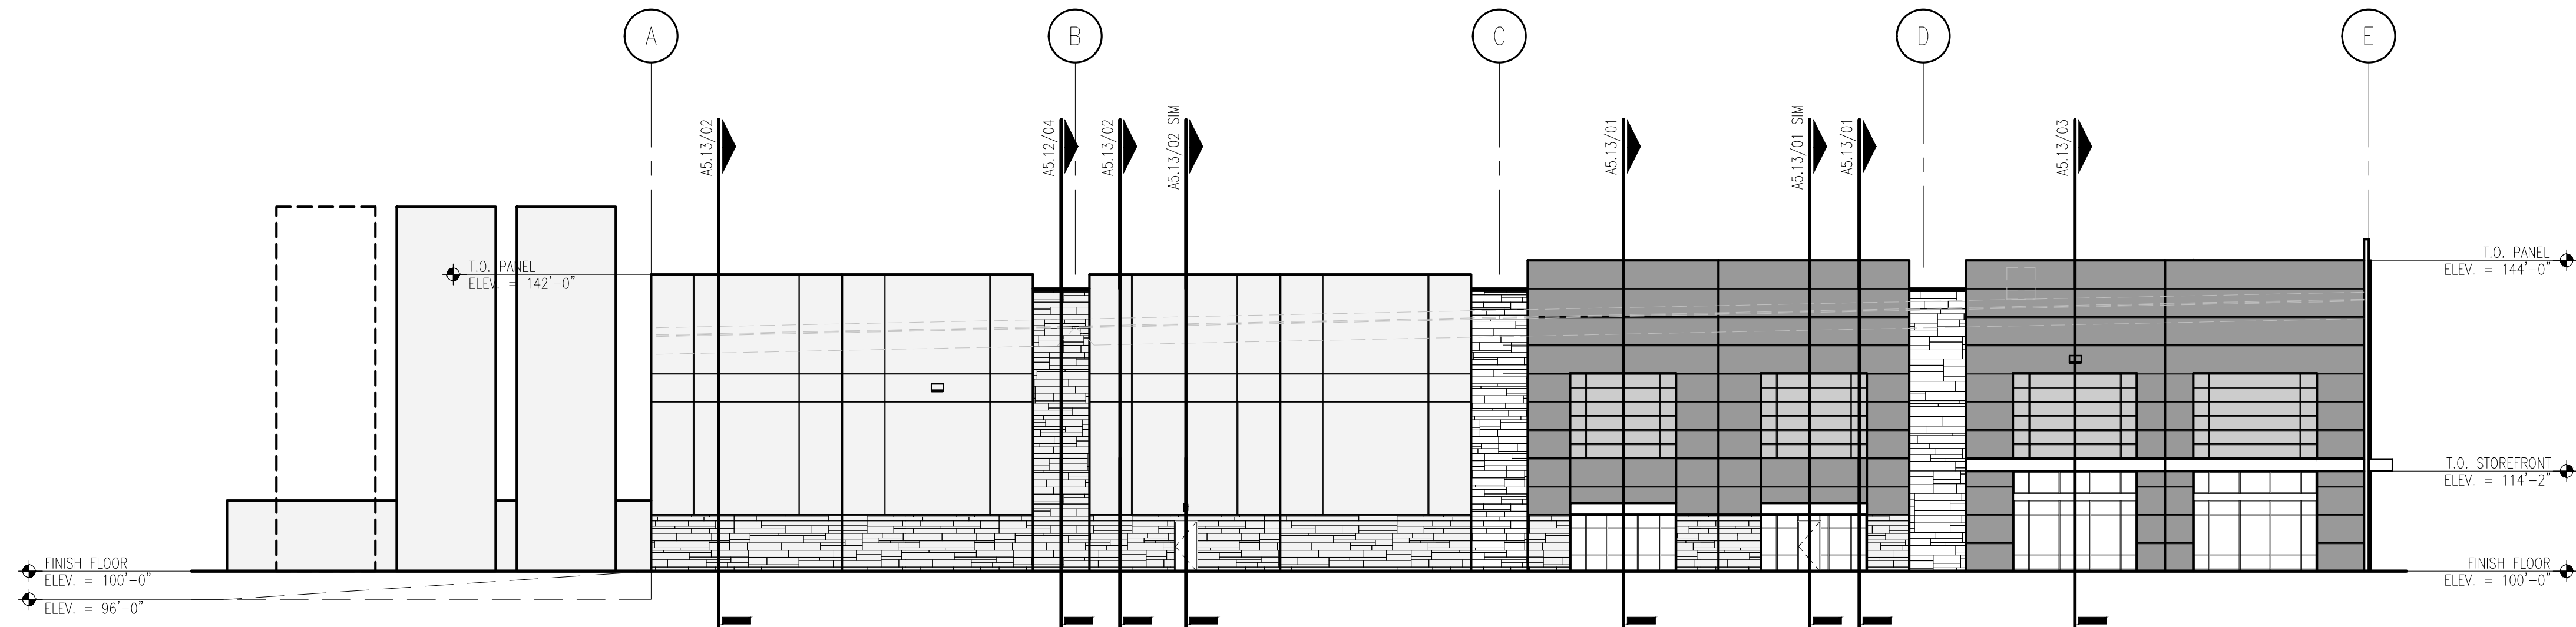 A
B
C
D
E
A5.13/02
A5.12/04
A5.13/02
A5.13/02 SIM
A5.13/01
A5.13/01 SIM
A5.13/01
A5.13/03
T.O. PANEL
ELEV. = 142'-0"
T.O. PANEL
ELEV. = 144'-0"
T.O. STOREFRONT
ELEV. = 114'-2"
FINISH FLOOR
ELEV. = 100'-0"
ELEV. = 96'-0"
FINISH FLOOR
ELEV. = 100'-0"